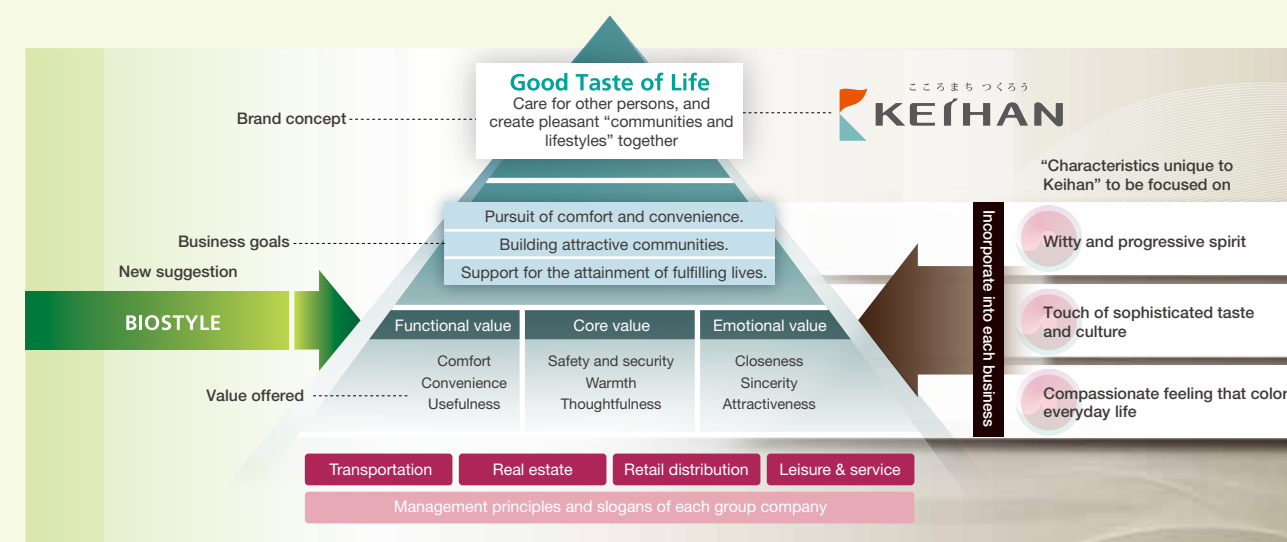 Good Taste of Life
Care for other persons, and
create pleasant “communities and
lifestyles” together
Brand concept
こころまち つくろう
KEIHAN
“Characteristics unique to
Keihan” to be focused on
Pursuit of comfort and convenience.
Building attractive communities.
Support for the attainment of fulfilling lives.
Business goals
New suggestion
BIOSTYLE
Incorporate into each business
Witty and progressive spirit
Touch of sophisticated taste
and culture
Compassionate feeling that color
everyday life
Functional value
Core value
Emotional value
Comfort
Convenience
Usefulness
Safety and security
Warmth
Thoughtfulness
Closeness
Sincerity
Attractiveness
Value offered
Transportation
Real estate
Retail distribution
Leisure & service
Management principles and slogans of each group company